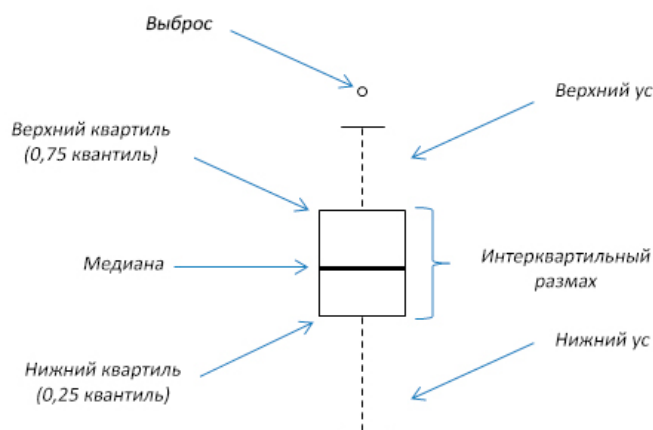 Выброс
Верхний ус
Верхний квартиль
(0,75 квантиль)
Медиана
Интерквартильный
размах
Нижний ус
Нижний квартиль
(0,25 квантиль)